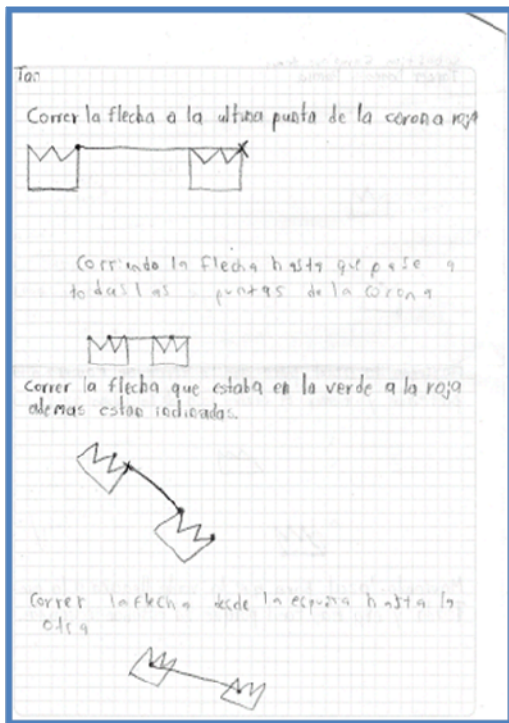 Correr la flecha a la ultima punta de la corona roja
Corriendo la flecha hasta que pase a
todas las puntas de la corona
correr la flecha que estaba en la verde a la roja
ademas estan indicadas.
Correr la flecha desde la esquina hasta la
otra